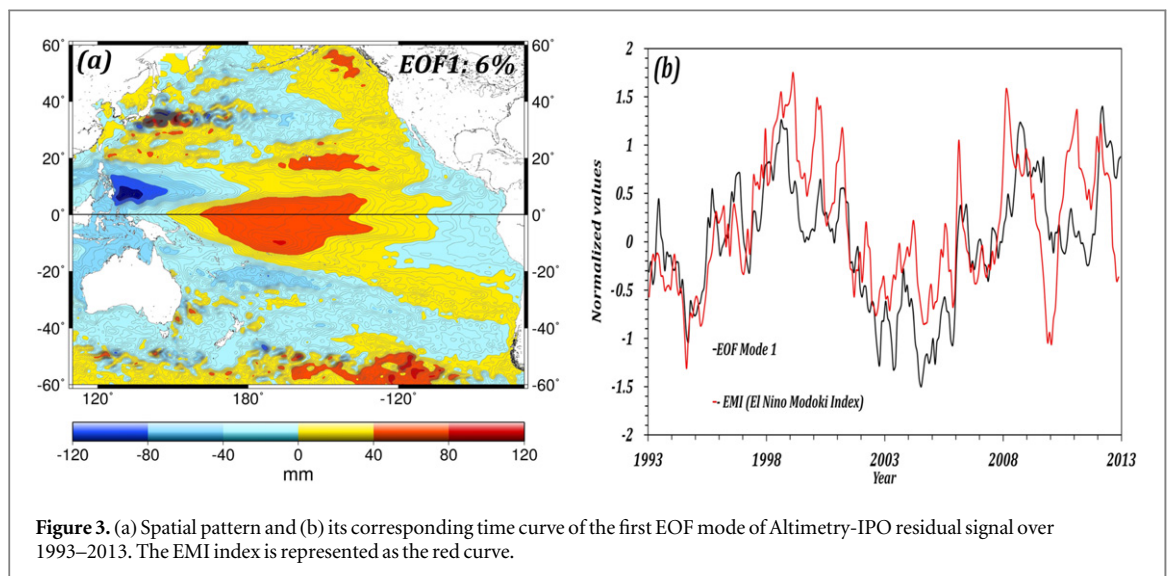 (a)
EOF1: 6%
60° 60°
40° 40°
20° 20°
0° 0°
-20° -20°
-40° -40°
-60° -60°
120° 180° -120°
-120 -80 -40 0 40 80 120
mm
(b)
Normalized values
2
1.5
1
0.5
0
-0.5
-1
-1.5
-2
-EOF Mode 1
-- EMI (El Nino Modoki Index)
1993 1998 2003 2008 2013
Year
Figure 3. (a) Spatial pattern and (b) its corresponding time curve of the first EOF mode of Altimetry-IPO residual signal over
1993–2013. The EMI index is represented as the red curve.